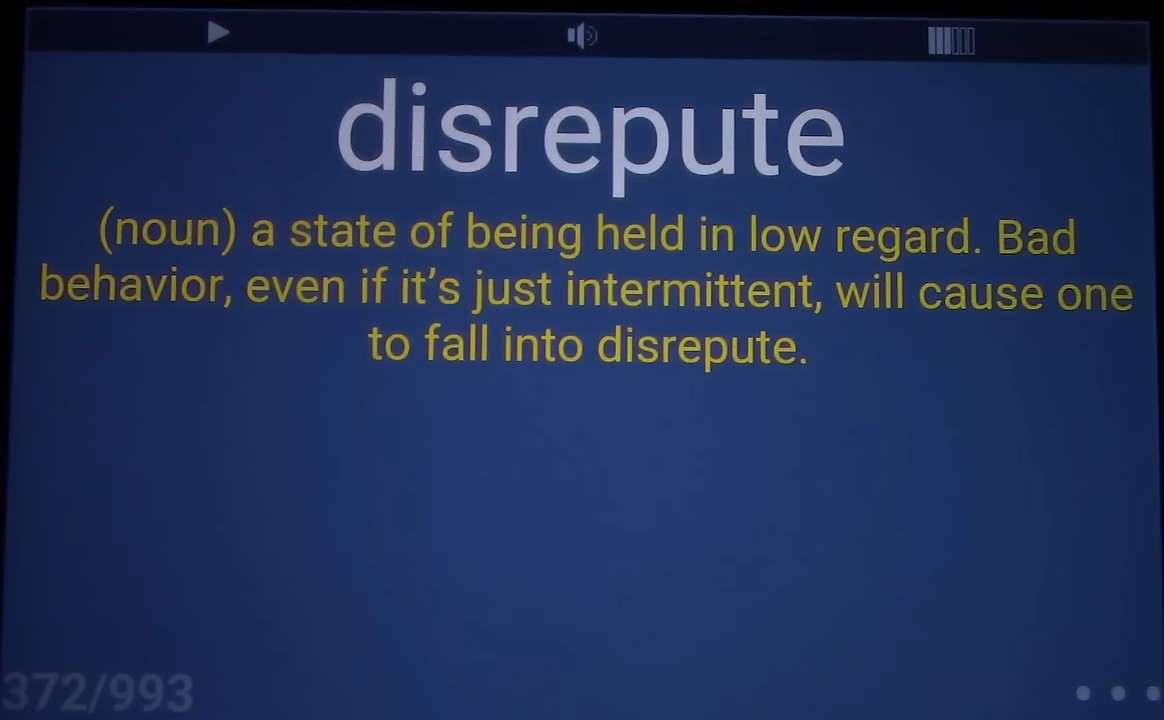 disrepute
(noun) a state of being held in low regard. Bad
behavior, even if it’s just intermittent, will cause one
to fall into disrepute.
372/993